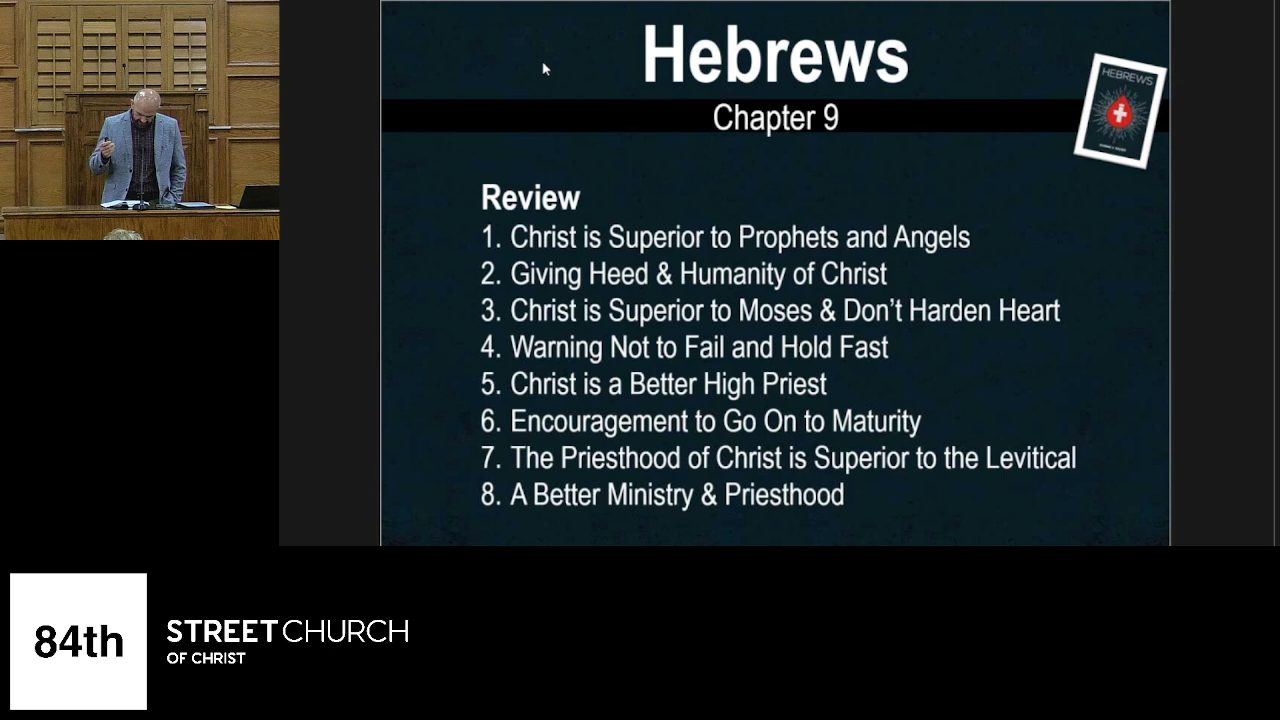 Hebrews
Chapter 9
HEBREWS
Review
1. Christ is Superior to Prophets and Angels
2. Giving Heed & Humanity of Christ
3. Christ is Superior to Moses & Don't Harden Heart
4. Warning Not to Fail and Hold Fast
5. Christ is a Better High Priest
6. Encouragement to Go On to Maturity
7. The Priesthood of Christ is Superior to the Levitical
8. A Better Ministry & Priesthood
84th
STREET CHURCH
OF CHRIST